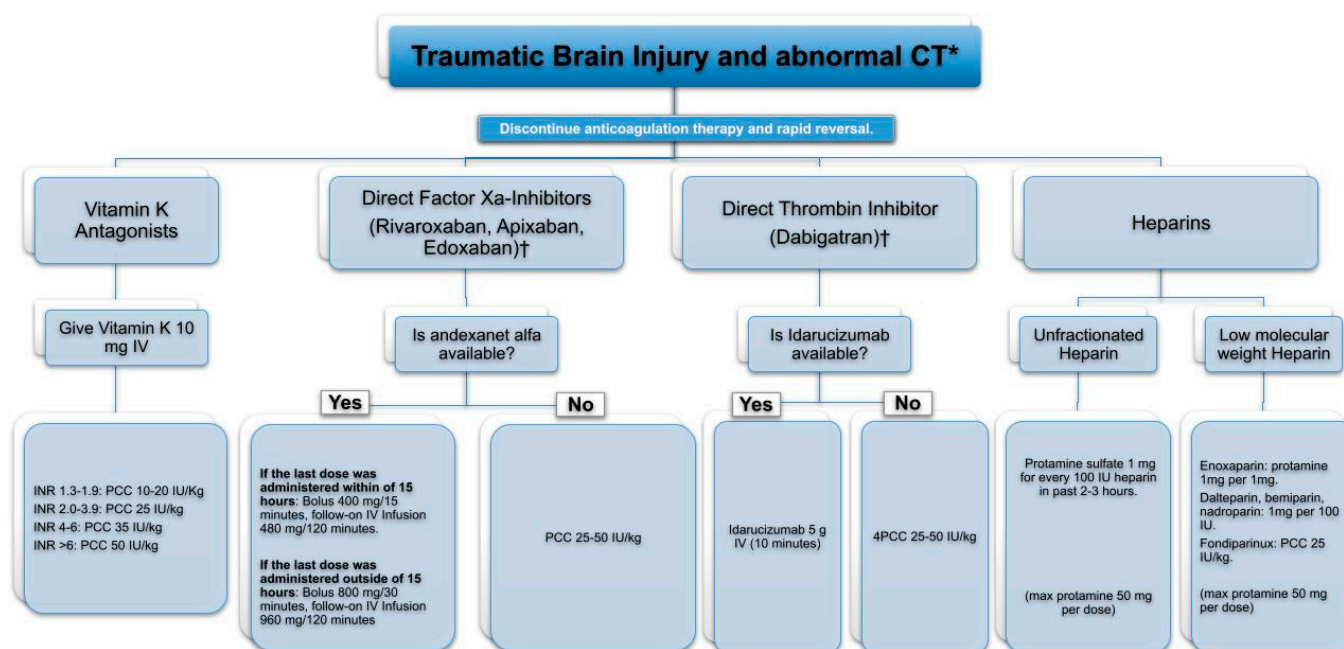 Traumatic Brain Injury and abnormal CT*
Discontinue anticoagulation therapy and rapid reversal.
Vitamin K
Antagonists
Direct Factor Xa-Inhibitors
(Rivaroxaban, Apixaban,
Edoxaban)†
Direct Thrombin Inhibitor
(Dabigatran)†
Heparins
Give Vitamin K 10
mg IV
Is andexanet alfa
available?
Is Idarucizumab
available?
Unfractionated
Heparin
Low molecular
weight Heparin
Yes
No
Yes
No
INR 1.3-1.9: PCC 10-20 IU/Kg
INR 2.0-3.9: PCC 25 IU/kg
INR 4-6: PCC 35 IU/kg
INR >6: PCC 50 IU/kg
If the last dose was
administered within of 15
hours: Bolus 400 mg/15
minutes, follow-on IV Infusion
480 mg/120 minutes.
If the last dose was
administered outside of 15
hours: Bolus 800 mg/30
minutes, follow-on IV Infusion
960 mg/120 minutes
PCC 25-50 IU/kg
Idarucizumab 5 g
IV (10 minutes)
4PCC 25-50 IU/kg
Protamine sulfate 1 mg
for every 100 IU heparin
in past 2-3 hours.
(max protamine 50 mg
per dose)
Enoxaparin: protamine
1mg per 1mg.
Dalteparin, bemiparin,
nadroparin: 1mg per 100
IU.
Fondiparinux: PCC 25
IU/kg.
(max protamine 50 mg
per dose)